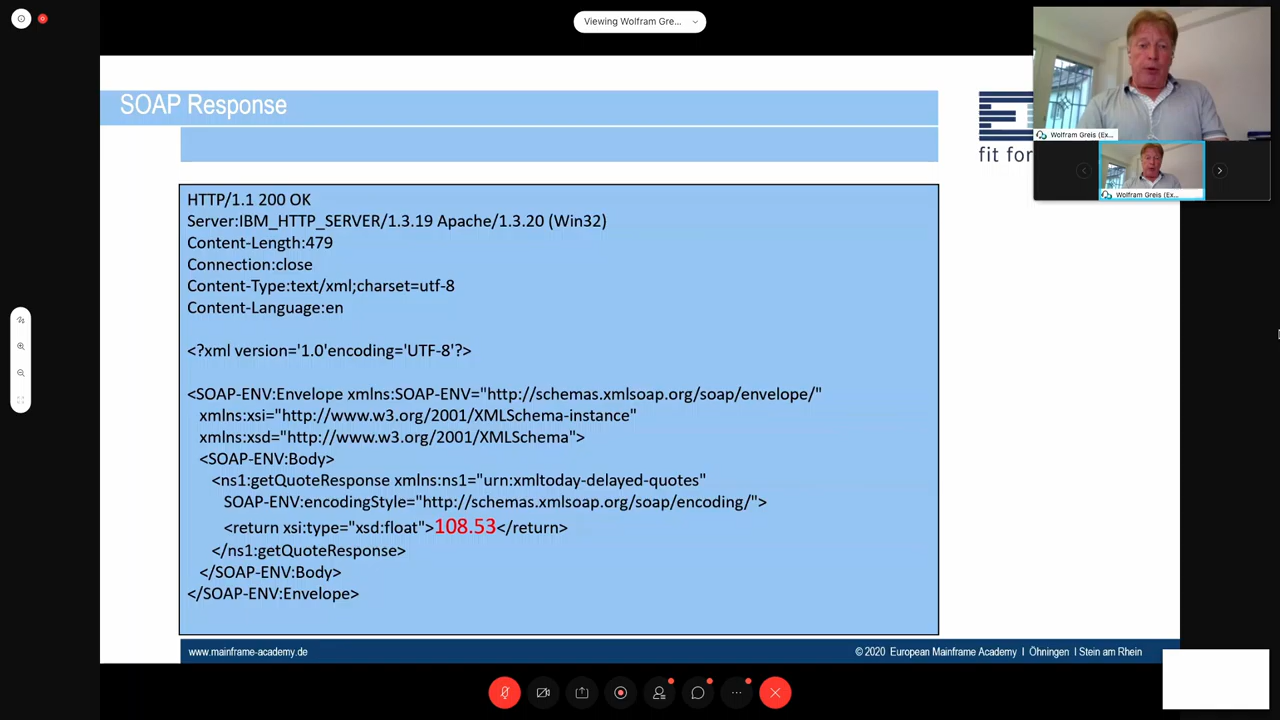 Viewing Wolfram Gre...
SOAP Response
fit for
Wolfram Greis (Ex...
Wolfram Greis (Ex...
HTTP/1.1 200 OK
Server:IBM_HTTP_SERVER/1.3.19 Apache/1.3.20 (Win32)
Content-Length:479
Connection:close
Content-Type:text/xml;charset=utf-8
Content-Language:en
<?xml version='1.0'encoding='UTF-8'?>
<SOAP-ENV:Envelope xmlns:SOAP-ENV="http://schemas.xmlsoap.org/soap/envelope/"
xmlns:xsi="http://www.w3.org/2001/XMLSchema-instance"
xmlns:xsd="http://www.w3.org/2001/XMLSchema">
<SOAP-ENV:Body>
<ns1:getQuoteResponse xmlns:ns1="urn:xmltoday-delayed-quotes"
SOAP-ENV:encodingStyle="http://schemas.xmlsoap.org/soap/encoding/">
<return xsi:type="xsd:float">108.53</return>
</ns1:getQuoteResponse>
</SOAP-ENV:Body>
</SOAP-ENV:Envelope>
www.mainframe-academy.de
© 2020 European Mainframe Academy I Öhningen I Stein am Rhein